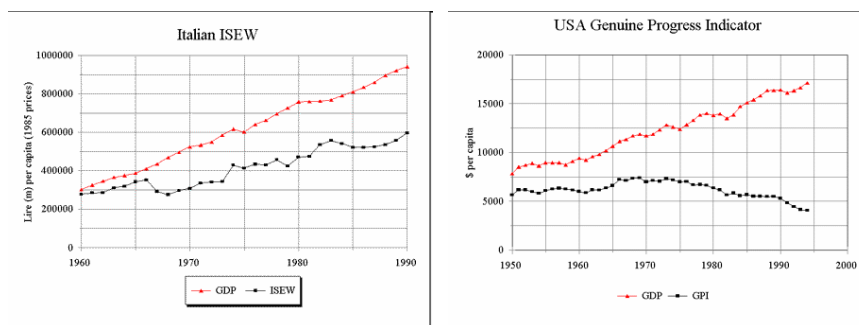 Italian ISEW
Lire (m) per capita (1985 prices)
1000000
800000
600000
400000
200000
0
1960
1970
1980
1990
GDP
ISEW
USA Genuine Progress Indicator
$ per capita
20000
15000
10000
5000
0
1950
1960
1970
1980
1990
2000
GDP
GPI